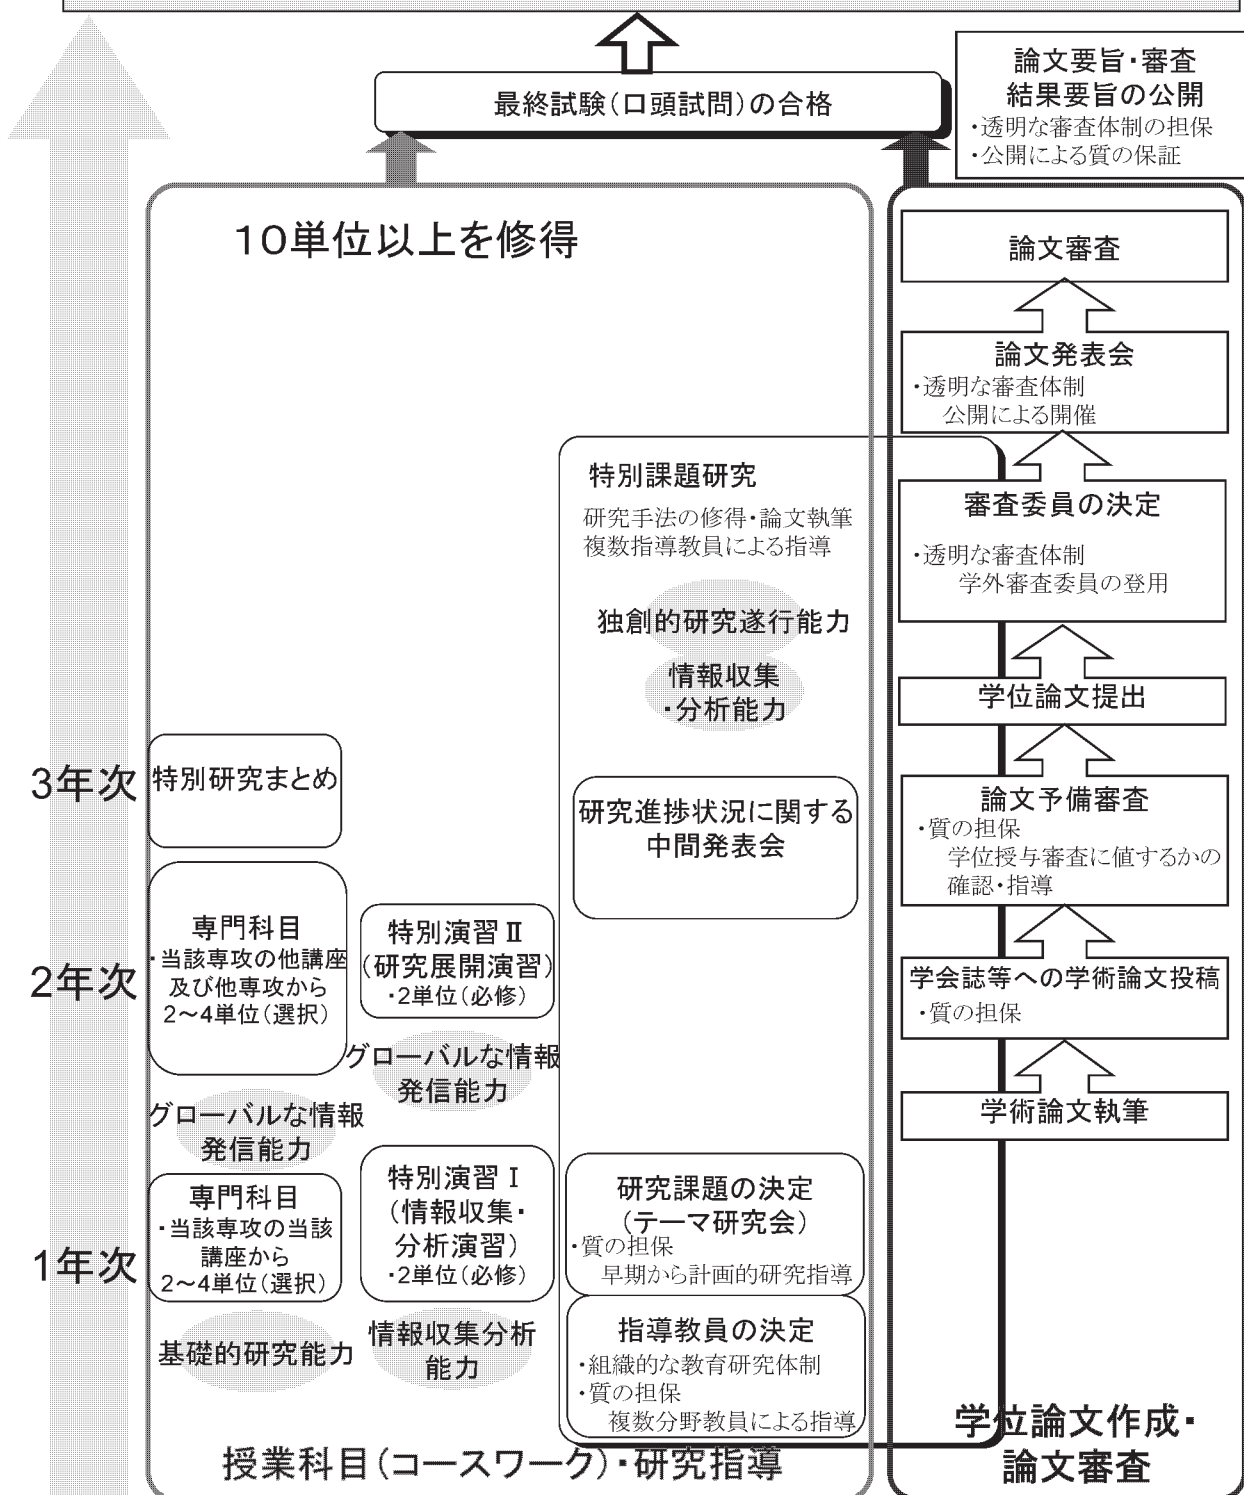 最終試験(口頭試問)の合格
論文要旨・審査
結果要旨の公開
・透明な審査体制の担保
・公開による質の保証
10単位以上を修得
論文審査
論文発表会
・透明な審査体制
公開による開催
特別課題研究
研究手法の修得・論文執筆
複数指導教員による指導
審査委員の決定
・透明な審査体制
学外審査委員の登用
独創的研究遂行能力
情報収集
・分析能力
学位論文提出
3年次
特別研究まとめ
研究進捗状況に関する
中間発表会
論文予備審査
・質の担保
学位授与審査に値するかの
確認・指導
2年次
専門科目
・当該専攻の他講座
及び他専攻から
2～4単位(選択)
特別演習Ⅱ
(研究展開演習)
・2単位(必修)
学会誌等への学術論文投稿
・質の担保
グローバルな情報
発信能力
グローバルな情報
発信能力
学術論文執筆
1年次
専門科目
・当該専攻の当該
講座から
2～4単位(選択)
特別演習Ⅰ
(情報収集・
分析演習)
・2単位(必修)
研究課題の決定
(テーマ研究会)
・質の担保
早期から計画的研究指導
基礎的研究能力
情報収集分析
能力
指導教員の決定
・組織的な教育研究体制
・質の担保
複数分野教員による指導
授業科目(コースワーク)・研究指導
学位論文作成・
論文審査